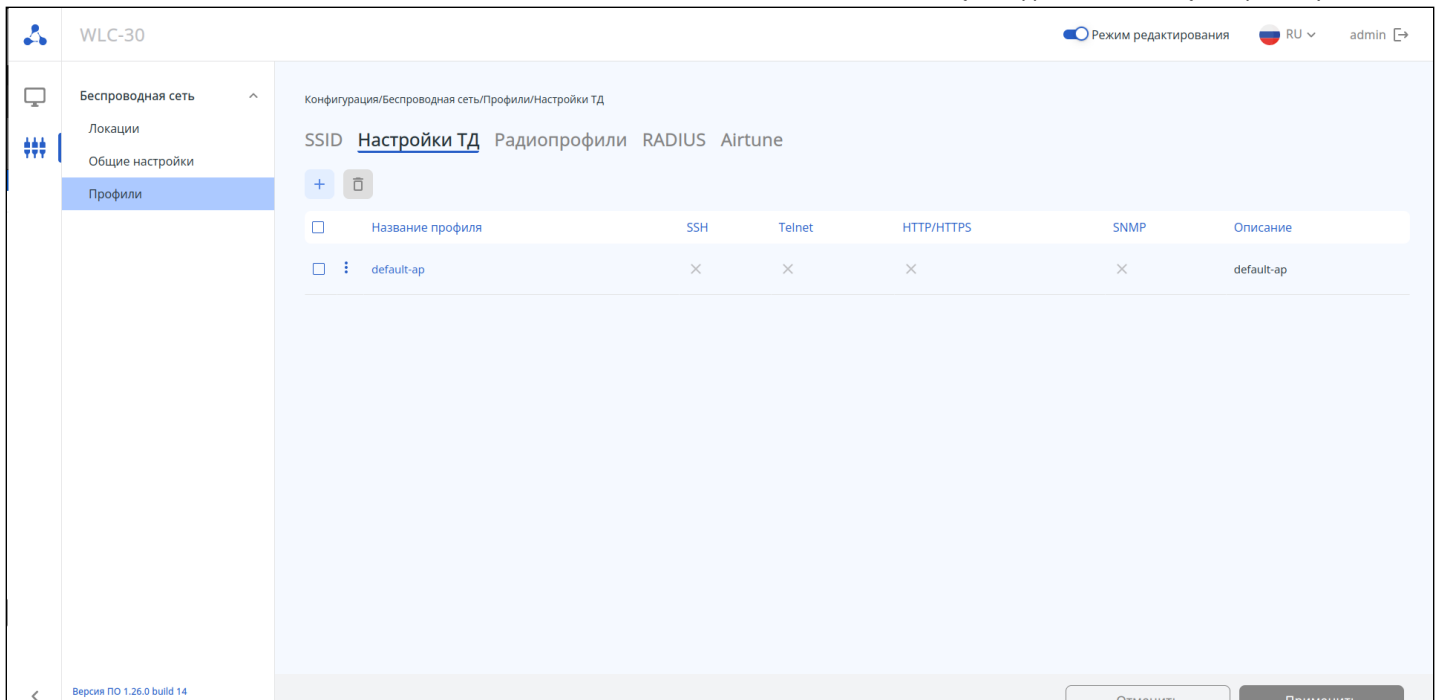 WLC-30
Режим редактирования
RU
admin
Беспроводная сеть
Локации
Общие настройки
Профили
Конфигурация/Беспроводная сеть/Профили/Настройки ТД
SSID Настройки ТД Радиопрофили RADIUS Airtune
Название профиля SSH Telnet HTTP/HTTPS SNMP Описание
default-ap default-ap
Версия ПО 1.26.0 build 14
Отменить Применить